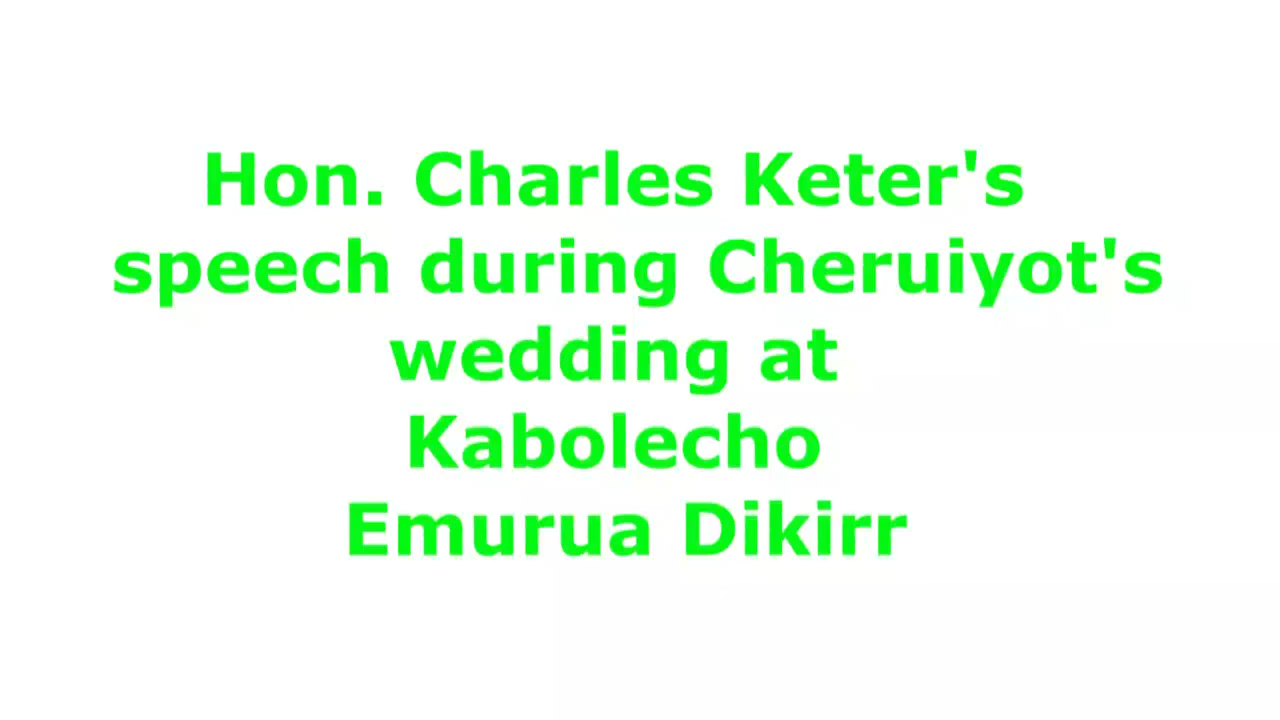 Hon. Charles Keter's
speech during Cheruiyot's
wedding at
Kabolecho
Emurua Dikirr